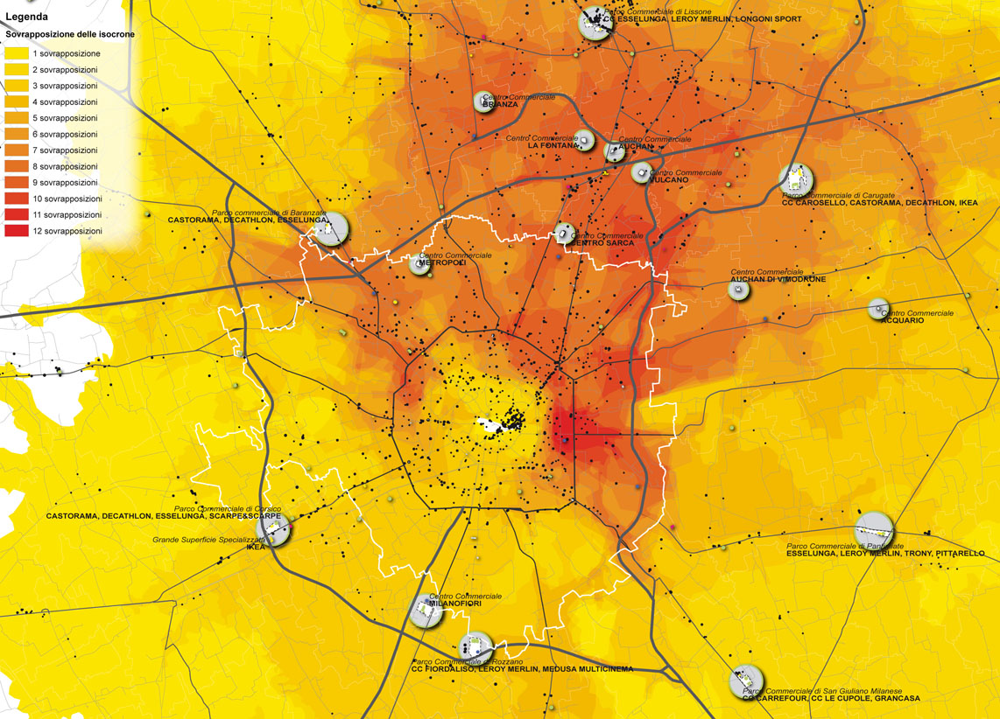 Legenda
Sovrapposizione delle isocrone
1 sovrapposizione
2 sovrapposizioni
3 sovrapposizioni
4 sovrapposizioni
5 sovrapposizioni
6 sovrapposizioni
7 sovrapposizioni
8 sovrapposizioni
9 sovrapposizioni
10 sovrapposizioni
11 sovrapposizioni
12 sovrapposizioni
Parco Commerciale di Lissone
CC ESSELUNGA, LEROY MERLIN, LONGONI SPORT
Centro Commerciale
BRIANZA
Centro Commerciale
LA FONTANA
Centro Commerciale
AUCHAN
Centro Commerciale
VULCANO
Parco Commerciale di Carugate
CC CAROSELLO, CASTORAMA, DECATHLON, IKEA
Parco commerciale di Baranzate
CASTORAMA, DECATHLON, ESSELUNGA,
Centro Commerciale
CENTRO SARCA
Centro Commerciale
METROPOLI
Centro Commerciale
AUCHAN DI VIMODRONE
Centro Commerciale
ACQUARIO
Parco Commerciale di Corsico
CASTORAMA, DECATHLON, ESSELUNGA, SCARPE&SCARPE
Grande Superficie Specializzata
IKEA
Parco Commerciale di Pantigliate
ESSELUNGA, LEROY MERLIN, TRONY, PITTARELLO
Centro Commerciale
MILANOFIORI
Parco Commerciale di Rozzano
CC FIORDALISO, LEROY MERLIN, MEDUSA MULTICINEMA
Parco Commerciale di San Giuliano Milanese
CC CARREFOUR, CC LE CUPOLE, GRANCASA